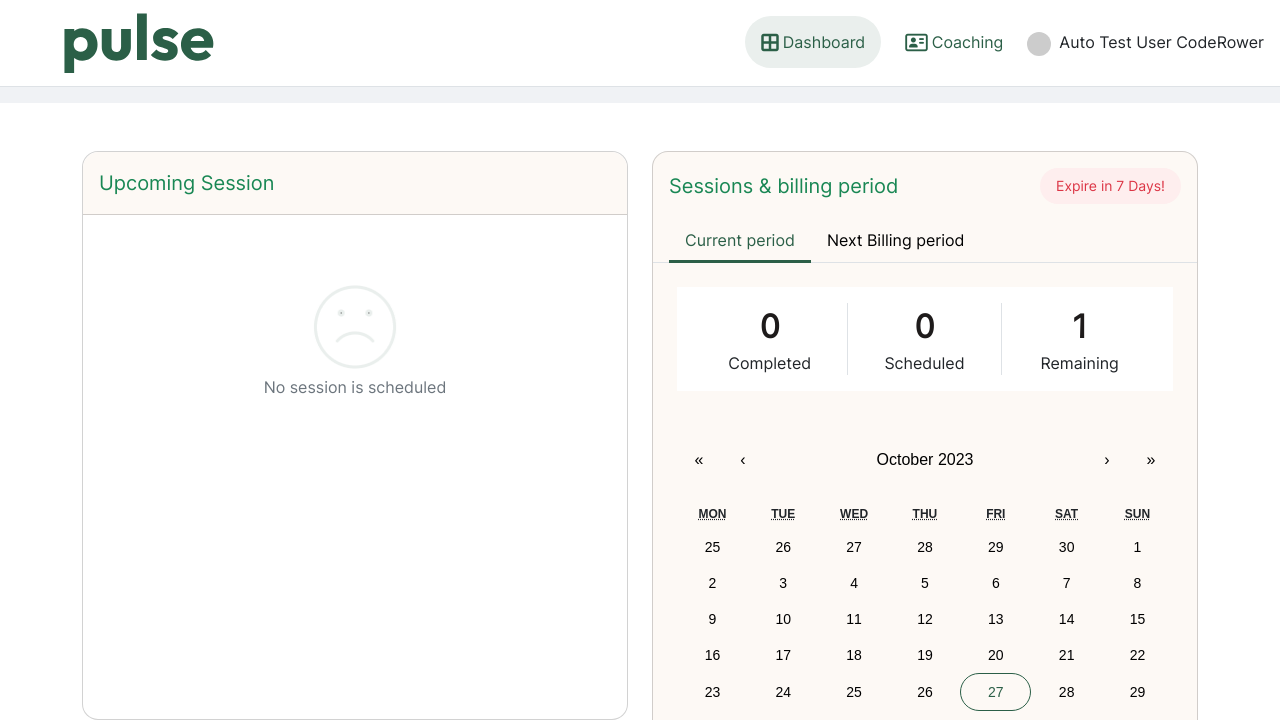 pulse
Dashboard
Coaching
Auto Test User CodeRower
Upcoming Session
No session is scheduled
Sessions & billing period
Expire in 7 Days!
Current period
Next Billing period
0 0 1
Completed Scheduled Remaining
« ‹ October 2023 › »
MON TUE WED THU FRI SAT SUN
25 26 27 28 29 30 1
2 3 4 5 6 7 8
9 10 11 12 13 14 15
16 17 18 19 20 21 22
23 24 25 26 27 28 29